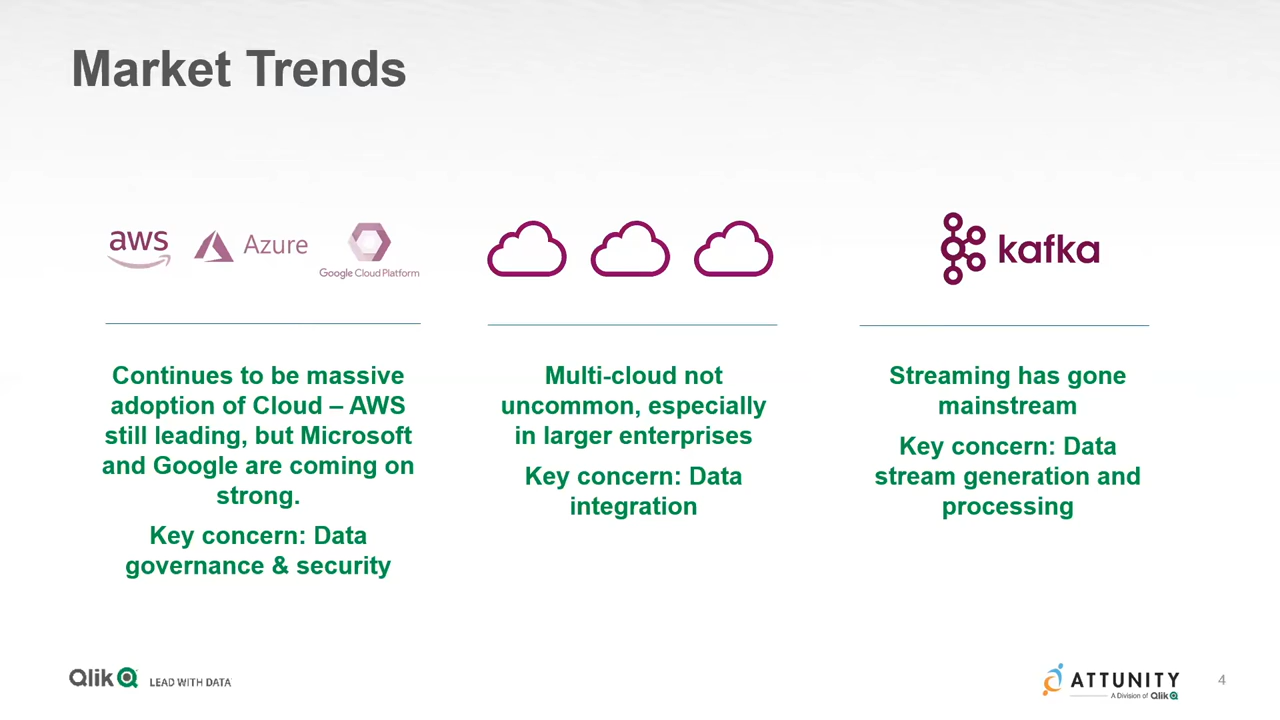 Market Trends
aws
Azure
Google Cloud Platform
kafka
Continues to be massive
adoption of Cloud – AWS
still leading, but Microsoft
and Google are coming on
strong.
Key concern: Data
governance & security
Multi-cloud not
uncommon, especially
in larger enterprises
Key concern: Data
integration
Streaming has gone
mainstream
Key concern: Data
stream generation and
processing
Qlik LEAD WITH DATA
ATTUNITY
A Division of Qlik
4